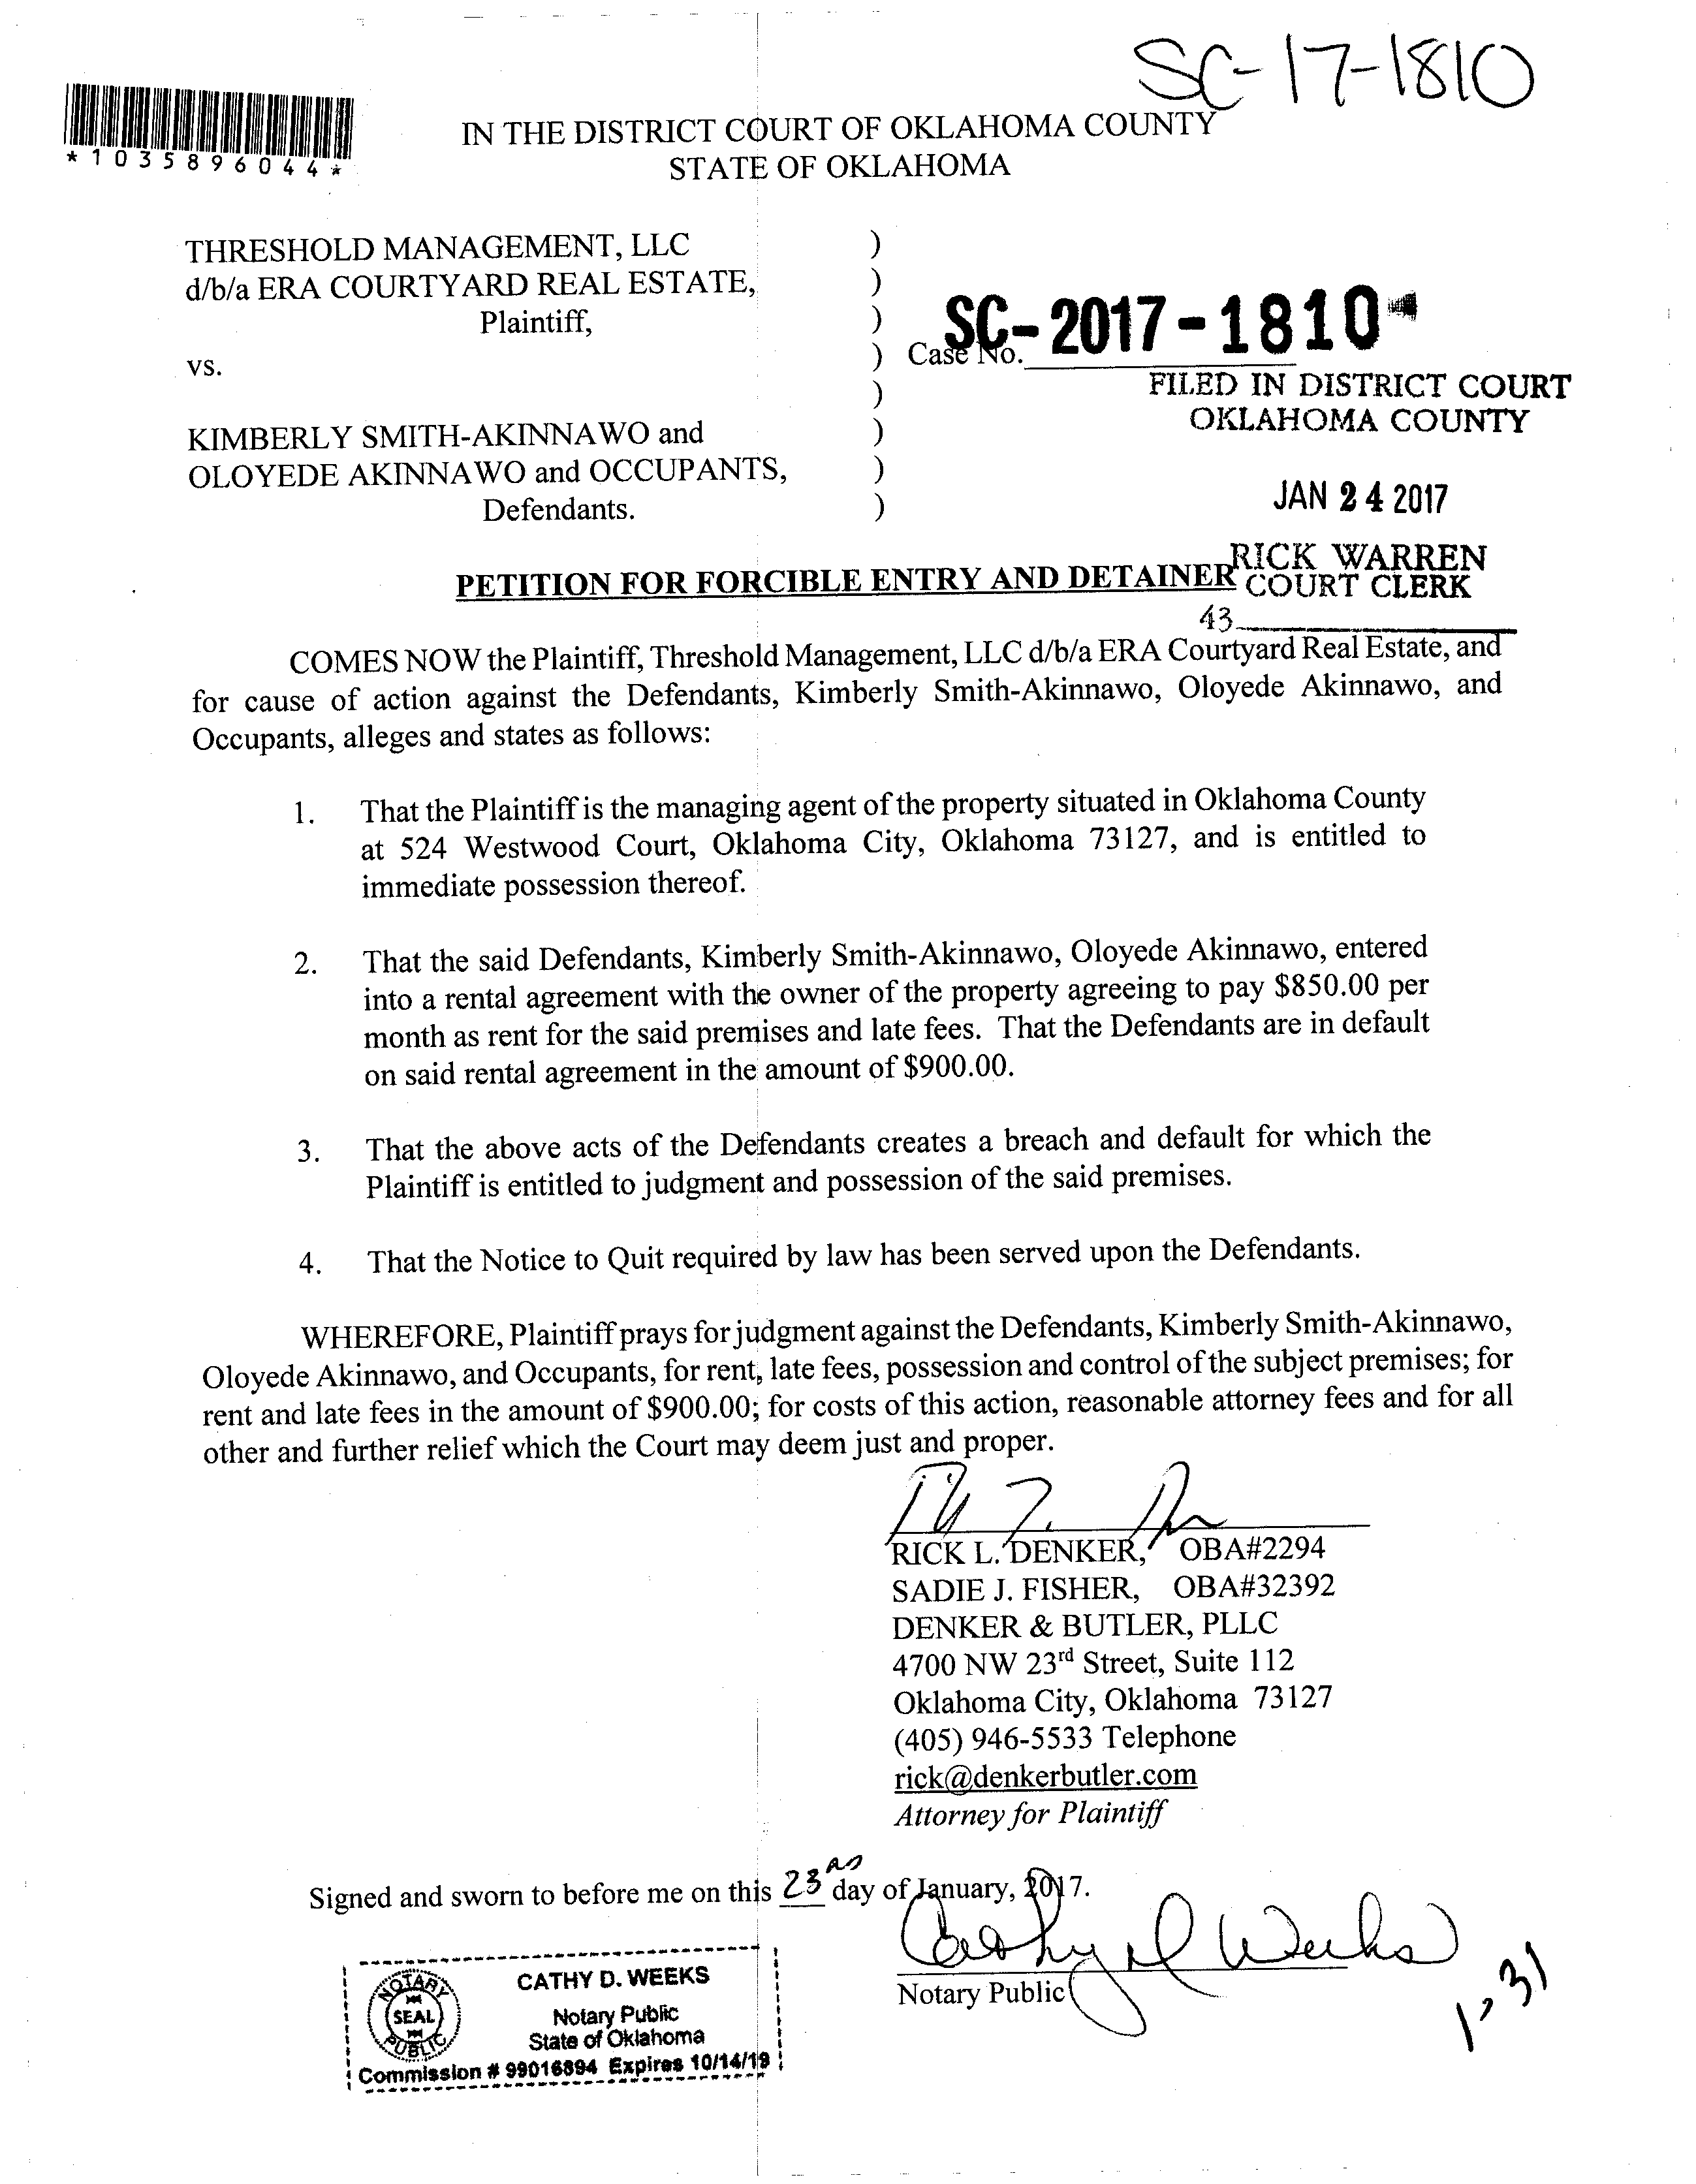 SC-17-1810
*1035896044*
IN THE DISTRICT COURT OF OKLAHOMA COUNTY
STATE OF OKLAHOMA
THRESHOLD MANAGEMENT, LLC )
d/b/a ERA COURTYARD REAL ESTATE, )
Plaintiff, )
SC-2017-1810
vs. ) Case No.
)
FILED IN DISTRICT COURT
OKLAHOMA COUNTY
KIMBERLY SMITH-AKINNAWO and )
OLOYEDE AKINNAWO and OCCUPANTS, )
Defendants. )
JAN 24 2017
RICK WARREN
COURT CLERK
43
PETITION FOR FORCIBLE ENTRY AND DETAINER
COMES NOW the Plaintiff, Threshold Management, LLC d/b/a ERA Courtyard Real Estate, and
for cause of action against the Defendants, Kimberly Smith-Akinnawo, Oloyede Akinnawo, and
Occupants, alleges and states as follows:
1. That the Plaintiff is the managing agent of the property situated in Oklahoma County
at 524 Westwood Court, Oklahoma City, Oklahoma 73127, and is entitled to
immediate possession thereof.
2. That the said Defendants, Kimberly Smith-Akinnawo, Oloyede Akinnawo, entered
into a rental agreement with the owner of the property agreeing to pay $850.00 per
month as rent for the said premises and late fees. That the Defendants are in default
on said rental agreement in the amount of $900.00.
3. That the above acts of the Defendants creates a breach and default for which the
Plaintiff is entitled to judgment and possession of the said premises.
4. That the Notice to Quit required by law has been served upon the Defendants.
WHEREFORE, Plaintiff prays for judgment against the Defendants, Kimberly Smith-Akinnawo,
Oloyede Akinnawo, and Occupants, for rent, late fees, possession and control of the subject premises; for
rent and late fees in the amount of $900.00; for costs of this action, reasonable attorney fees and for all
other and further relief which the Court may deem just and proper.
RICK L. DENKER, OBA#2294
SADIE J. FISHER, OBA#32392
DENKER & BUTLER, PLLC
4700 NW 23rd Street, Suite 112
Oklahoma City, Oklahoma 73127
(405) 946-5533 Telephone
rick@denkerbutler.com
Attorney for Plaintiff
Signed and sworn to before me on this 23rd day of January, 2017.
Cathy D Weeks
Notary Public
NOTARY
SEAL
PUBLIC
CATHY D. WEEKS
Notary Public
State of Oklahoma
Commission # 99016894 Expires 10/14/19
1-31